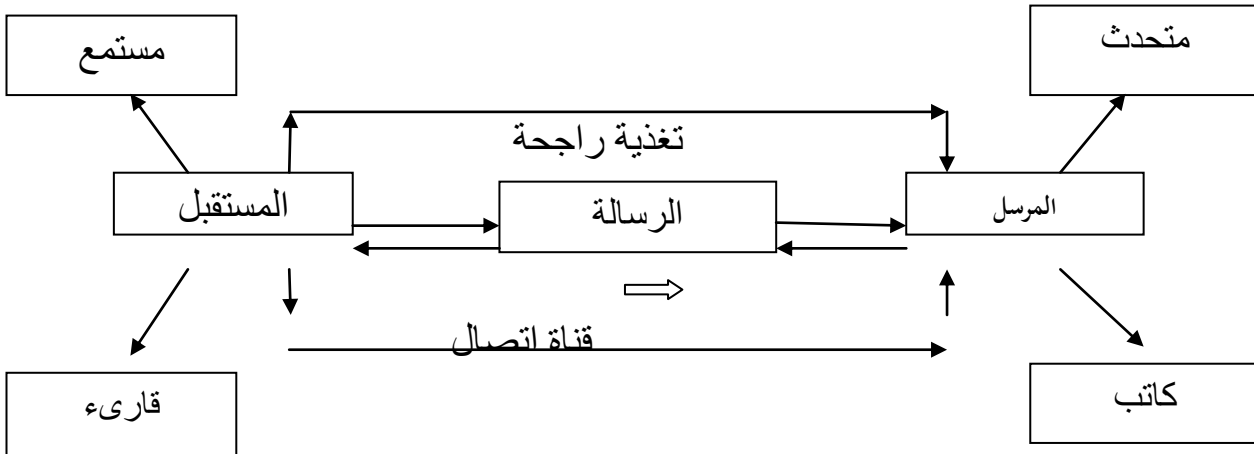 متحدث
مستمع
تغذية راجحة
المرسل
الرسالة
المستقبل
قناة اتصال
كاتب
قارىء